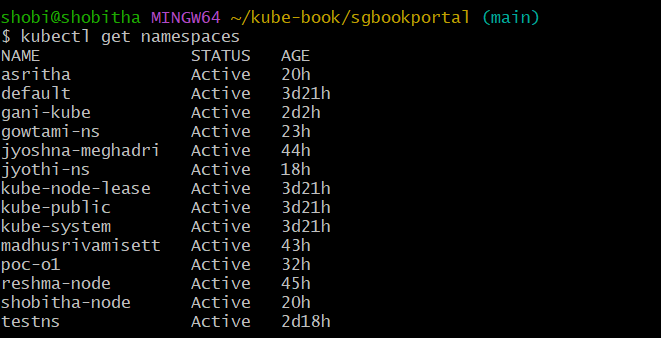 shobi@shobitha MINGW64 ~/kube-book/sgbookportal (main)
$ kubectl get namespaces
NAME STATUS AGE
asritha Active 20h
default Active 3d21h
gani-kube Active 2d2h
gowtami-ns Active 23h
jyoshna-meghadri Active 44h
jyothi-ns Active 18h
kube-node-lease Active 3d21h
kube-public Active 3d21h
kube-system Active 3d21h
madhusrivamisett Active 43h
poc-o1 Active 32h
reshma-node Active 45h
shobitha-node Active 20h
testns Active 2d18h